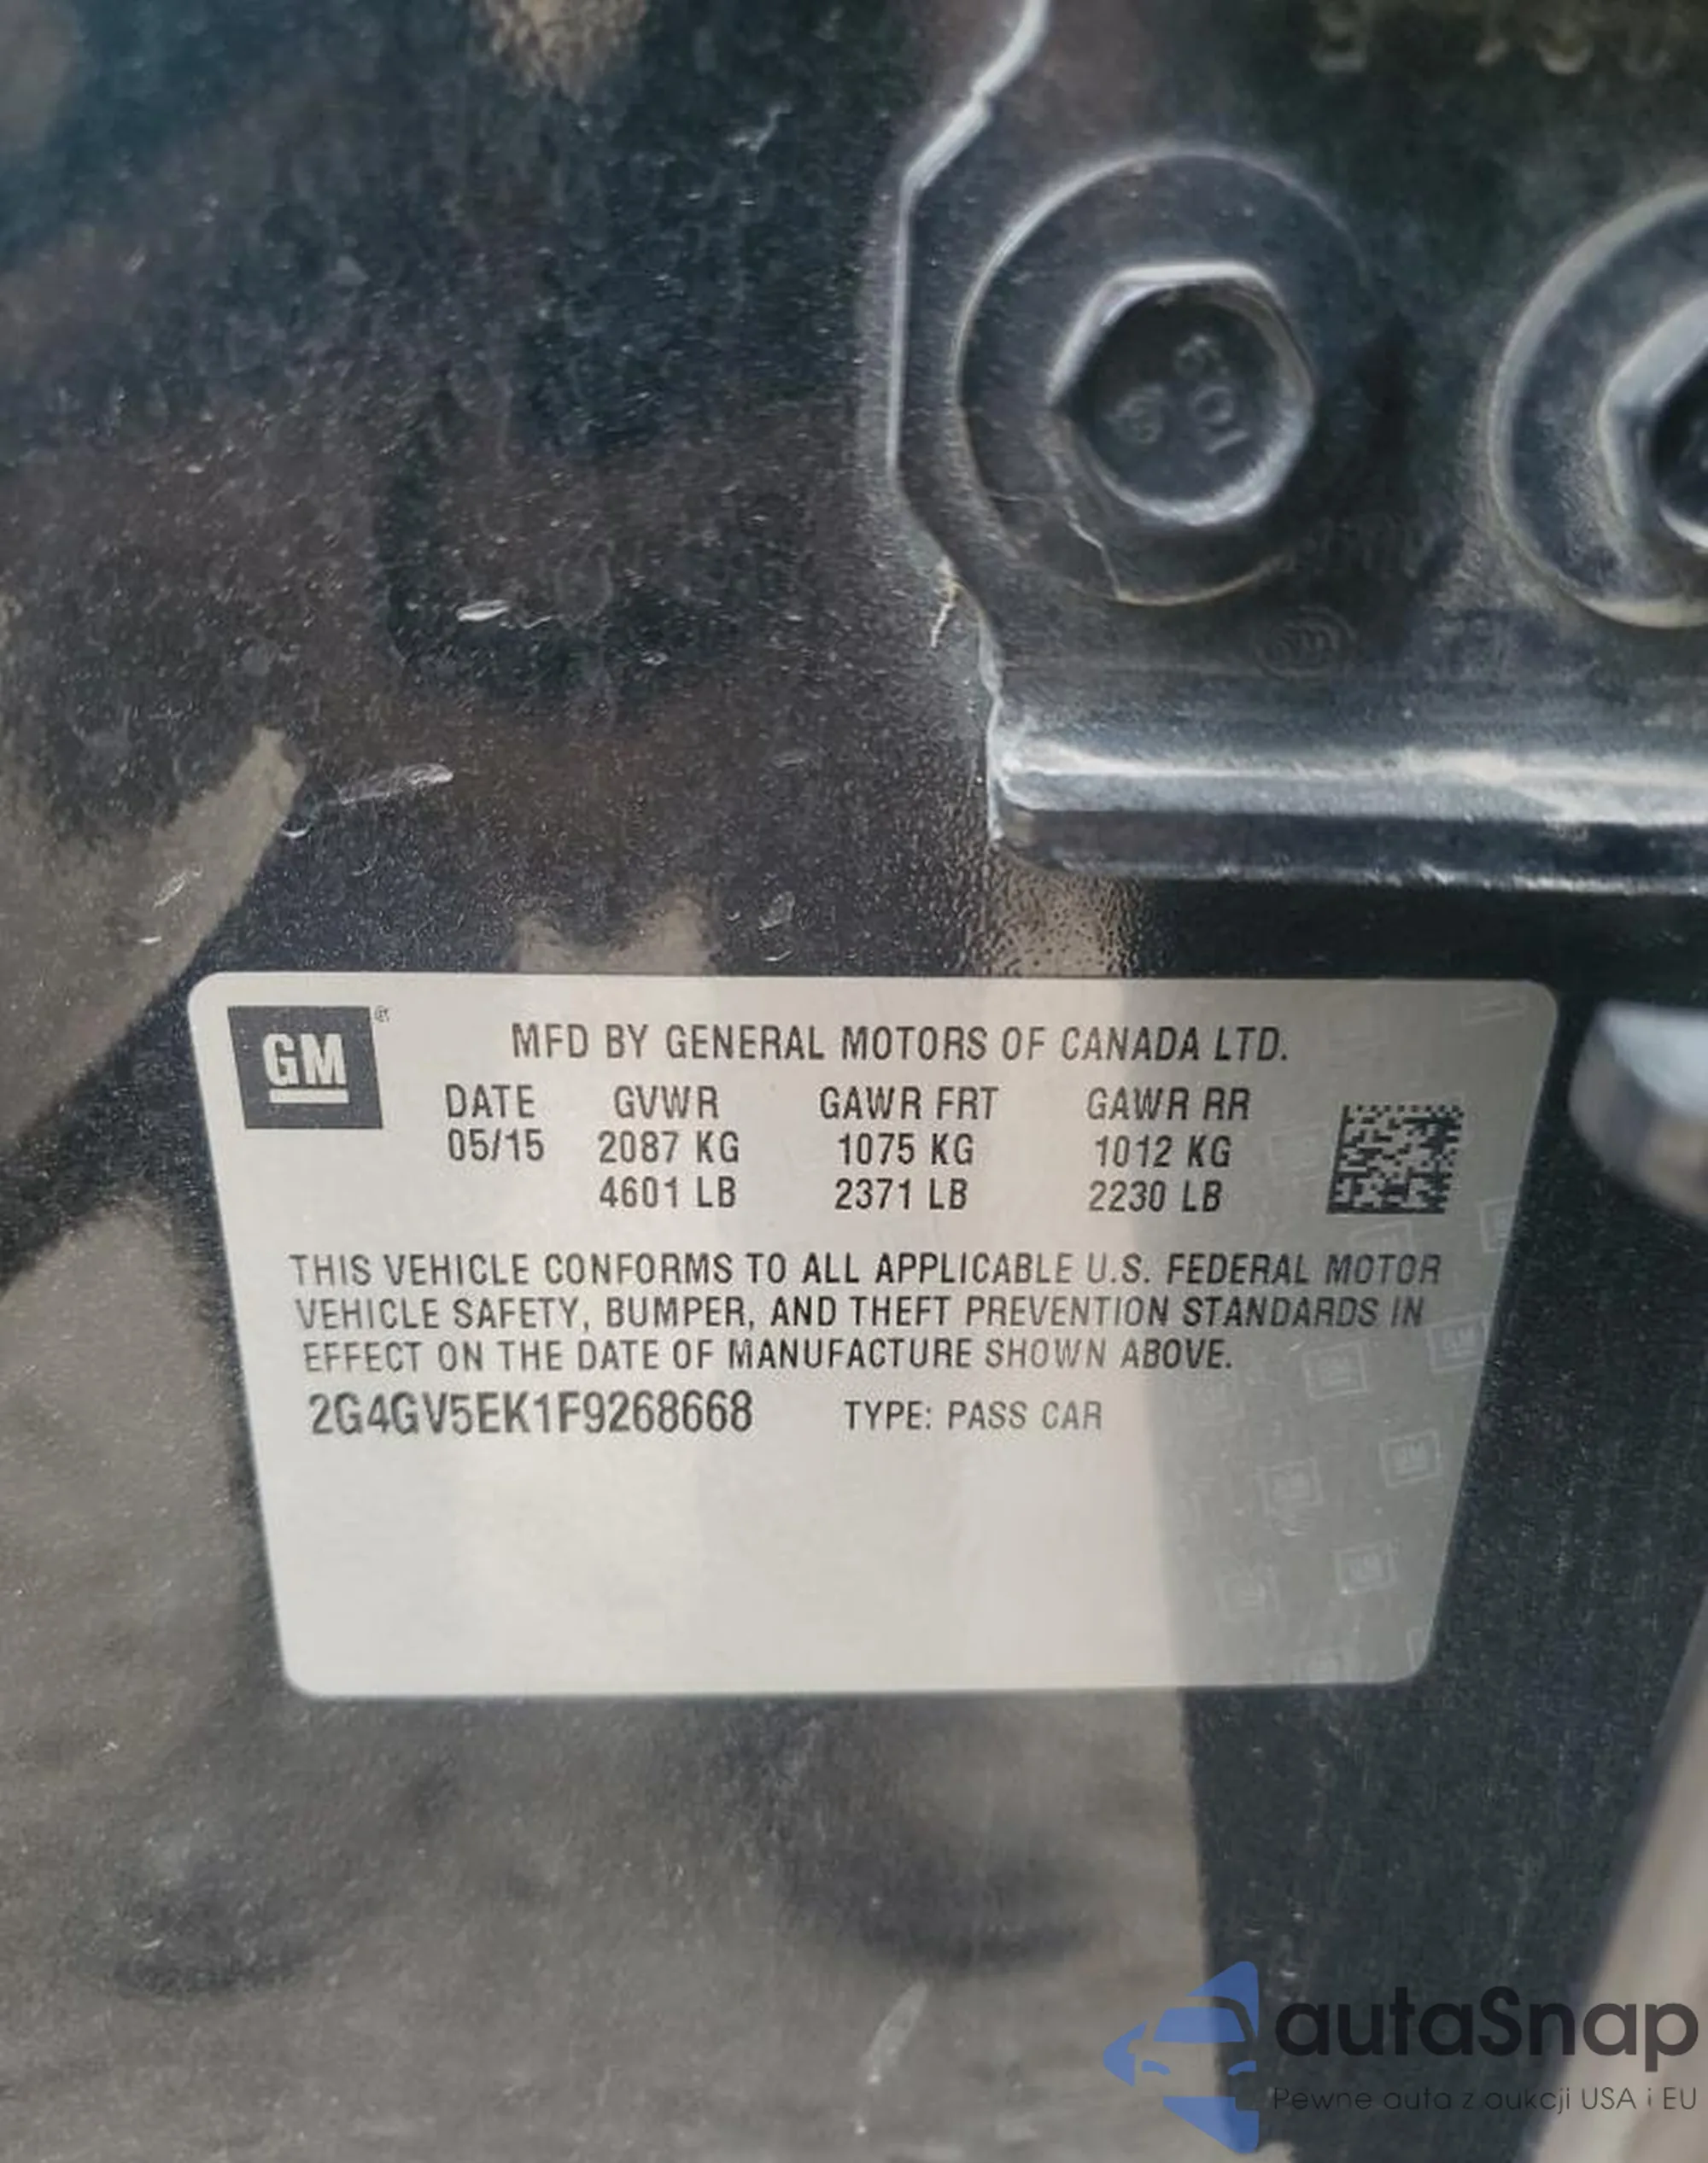 GM
MFD BY GENERAL MOTORS OF CANADA LTD.
DATE GVWR GAWR FRT GAWR RR
05/15 2087 KG 1075 KG 1012 KG
4601 LB 2371 LB 2230 LB
THIS VEHICLE CONFORMS TO ALL APPLICABLE U.S. FEDERAL MOTOR
VEHICLE SAFETY, BUMPER, AND THEFT PREVENTION STANDARDS IN
EFFECT ON THE DATE OF MANUFACTURE SHOWN ABOVE.
2G4GV5EK1F9268668 TYPE: PASS CAR
autaSnap
Pewne auta z aukcji USA i EU